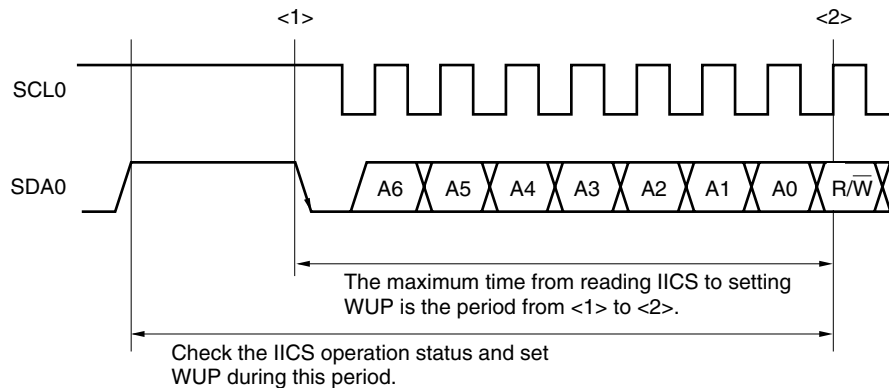 <1> <2>
SCL0
SDA0 A6 A5 A4 A3 A2 A1 A0 R/W̅
The maximum time from reading IICS to setting
WUP is the period from <1> to <2>.
Check the IICS operation status and set
WUP during this period.